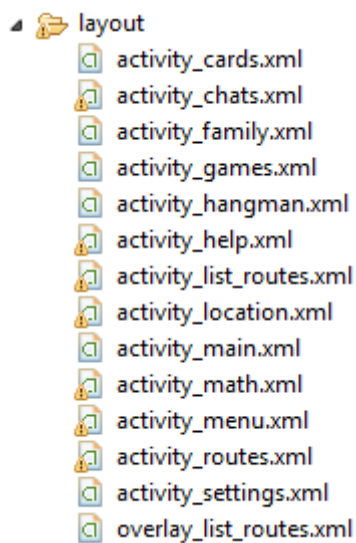 layout
activity_cards.xml
activity_chats.xml
activity_family.xml
activity_games.xml
activity_hangman.xml
activity_help.xml
activity_list_routes.xml
activity_location.xml
activity_main.xml
activity_math.xml
activity_menu.xml
activity_routes.xml
activity_settings.xml
overlay_list_routes.xml